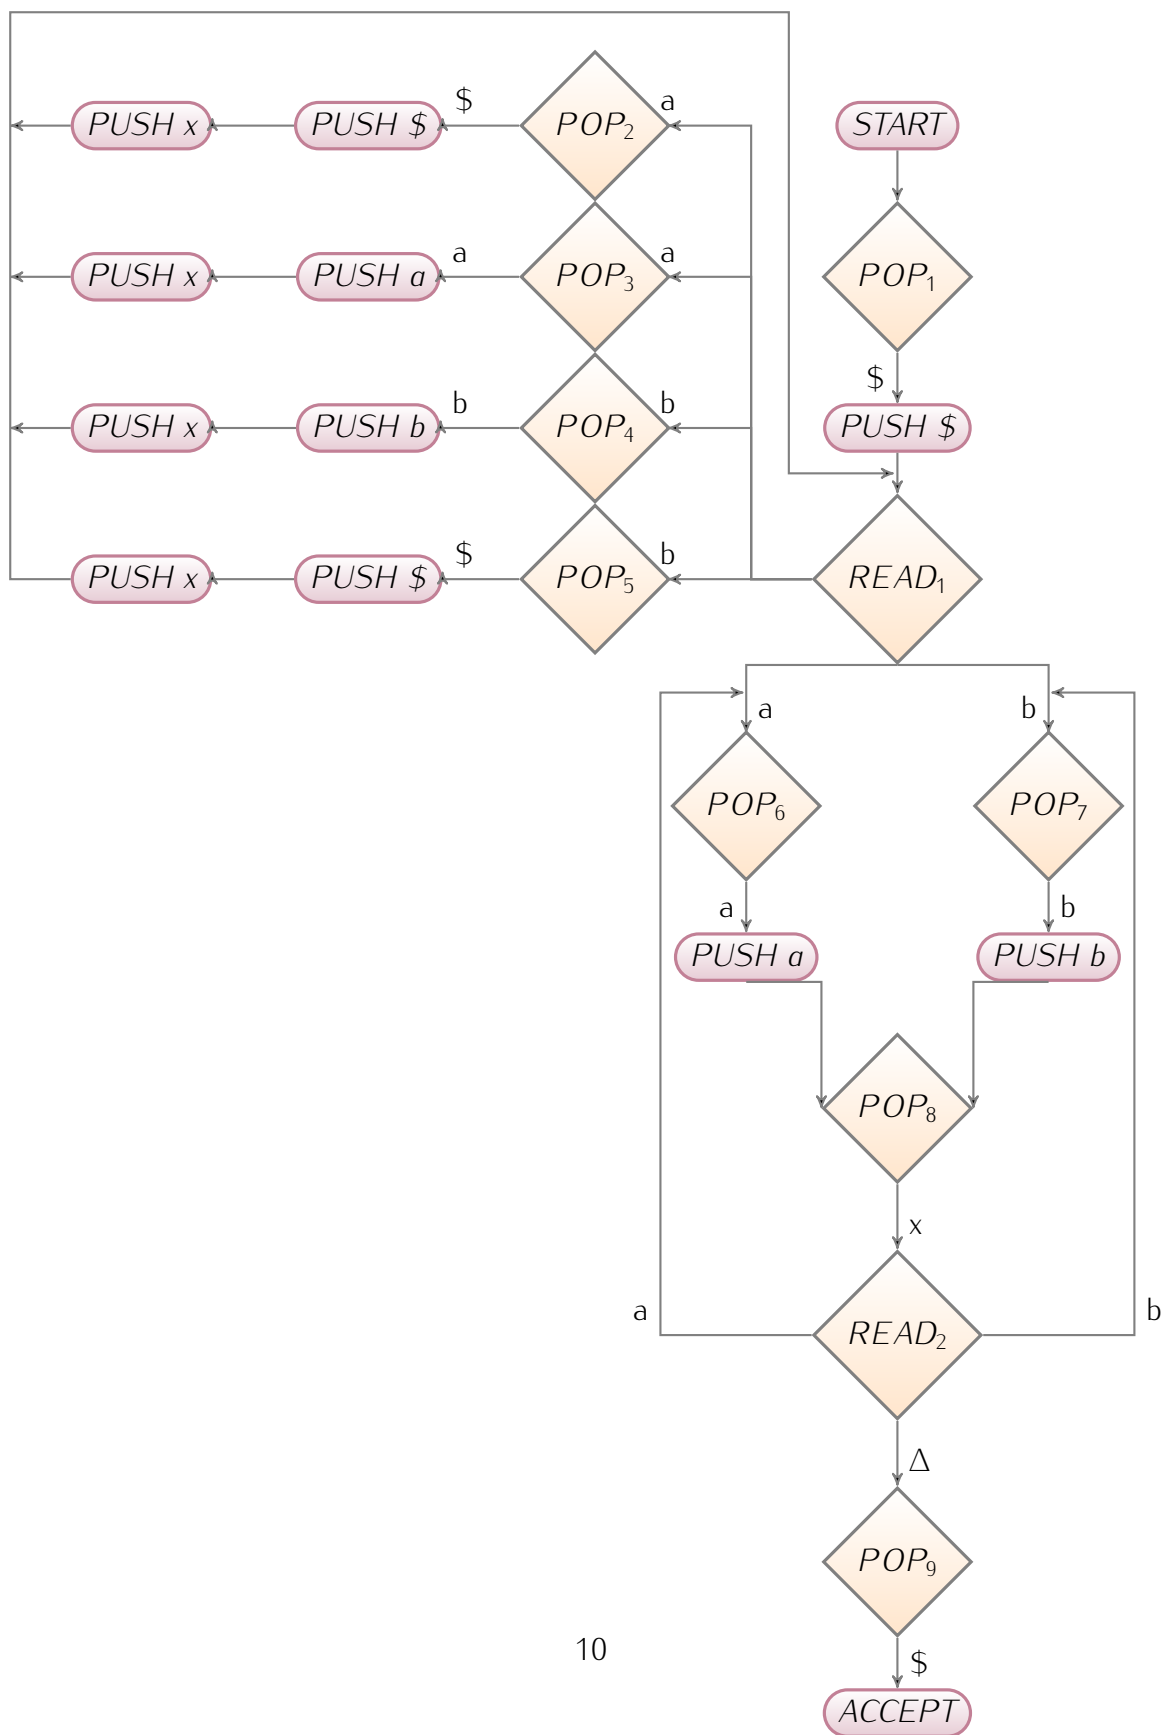 $ a
PUSH x PUSH $ POP2 START
a a
PUSH x PUSH a POP3 POP1
b b $
PUSH x PUSH b POP4 PUSH $
$ b
PUSH x PUSH $ POP5 READ1
a b
POP6 POP7
a b
PUSH a PUSH b
POP8
x
a b
READ2
Δ
POP9
10
$
ACCEPT